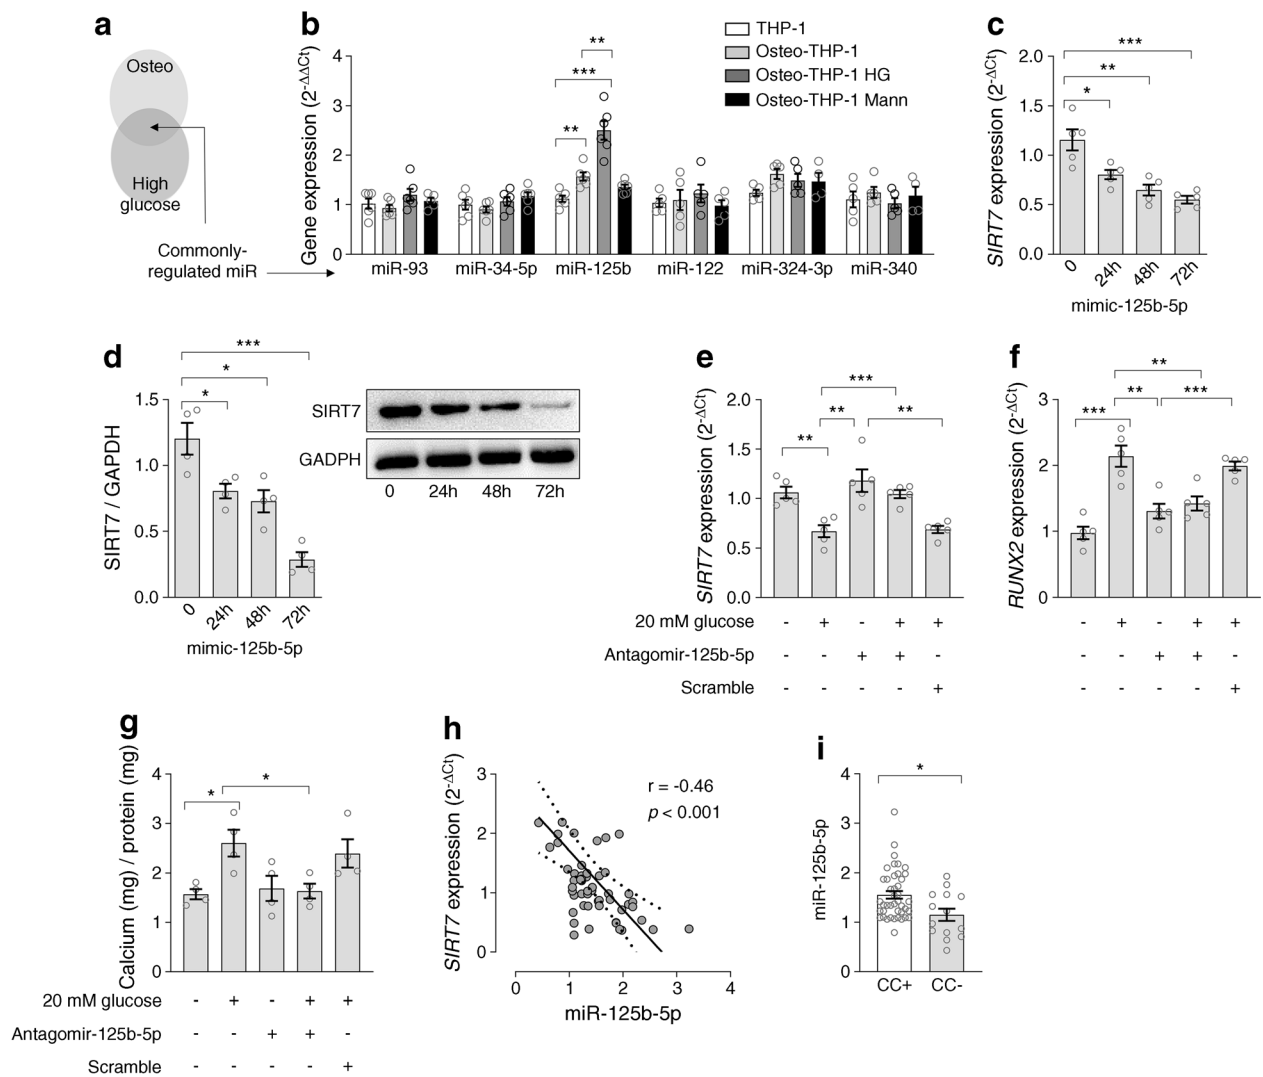 a
Osteo
High
glucose
Commonly-
regulated miR
b
Gene expression (2-ΔΔCt)
4
3
2
1
0
**
***
**
THP-1
Osteo-THP-1
Osteo-THP-1 HG
Osteo-THP-1 Mann
miR-93 miR-34-5p miR-125b miR-122 miR-324-3p miR-340
c
SIRT7 expression (2-ΔCt)
2.0
1.5
1.0
0.5
0.0
***
**
*
0 24h 48h 72h
mimic-125b-5p
d
SIRT7 / GAPDH
1.5
1.0
0.5
0.0
***
*
*
0 24h 48h 72h
mimic-125b-5p
SIRT7
GADPH
0 24h 48h 72h
e
SIRT7 expression (2-ΔCt)
2.0
1.5
1.0
0.5
0.0
***
** **
**
20 mM glucose - + - + +
Antagomir-125b-5p - - + + -
Scramble - - - - +
f
RUNX2 expression (2-ΔCt)
3
2
1
0
**
** ***
***
- + - + +
- - + + -
- - - - +
g
Calcium (mg) / protein (mg)
4
3
2
1
0
*
*
20 mM glucose - + - + +
Antagomir-125b-5p - - + + -
Scramble - - - - +
h
SIRT7 expression (2-ΔCt)
3
2
1
0
r = -0.46
p < 0.001
0 1 2 3 4
miR-125b-5p
i
miR-125b-5p
4
3
2
1
0
*
CC+ CC-